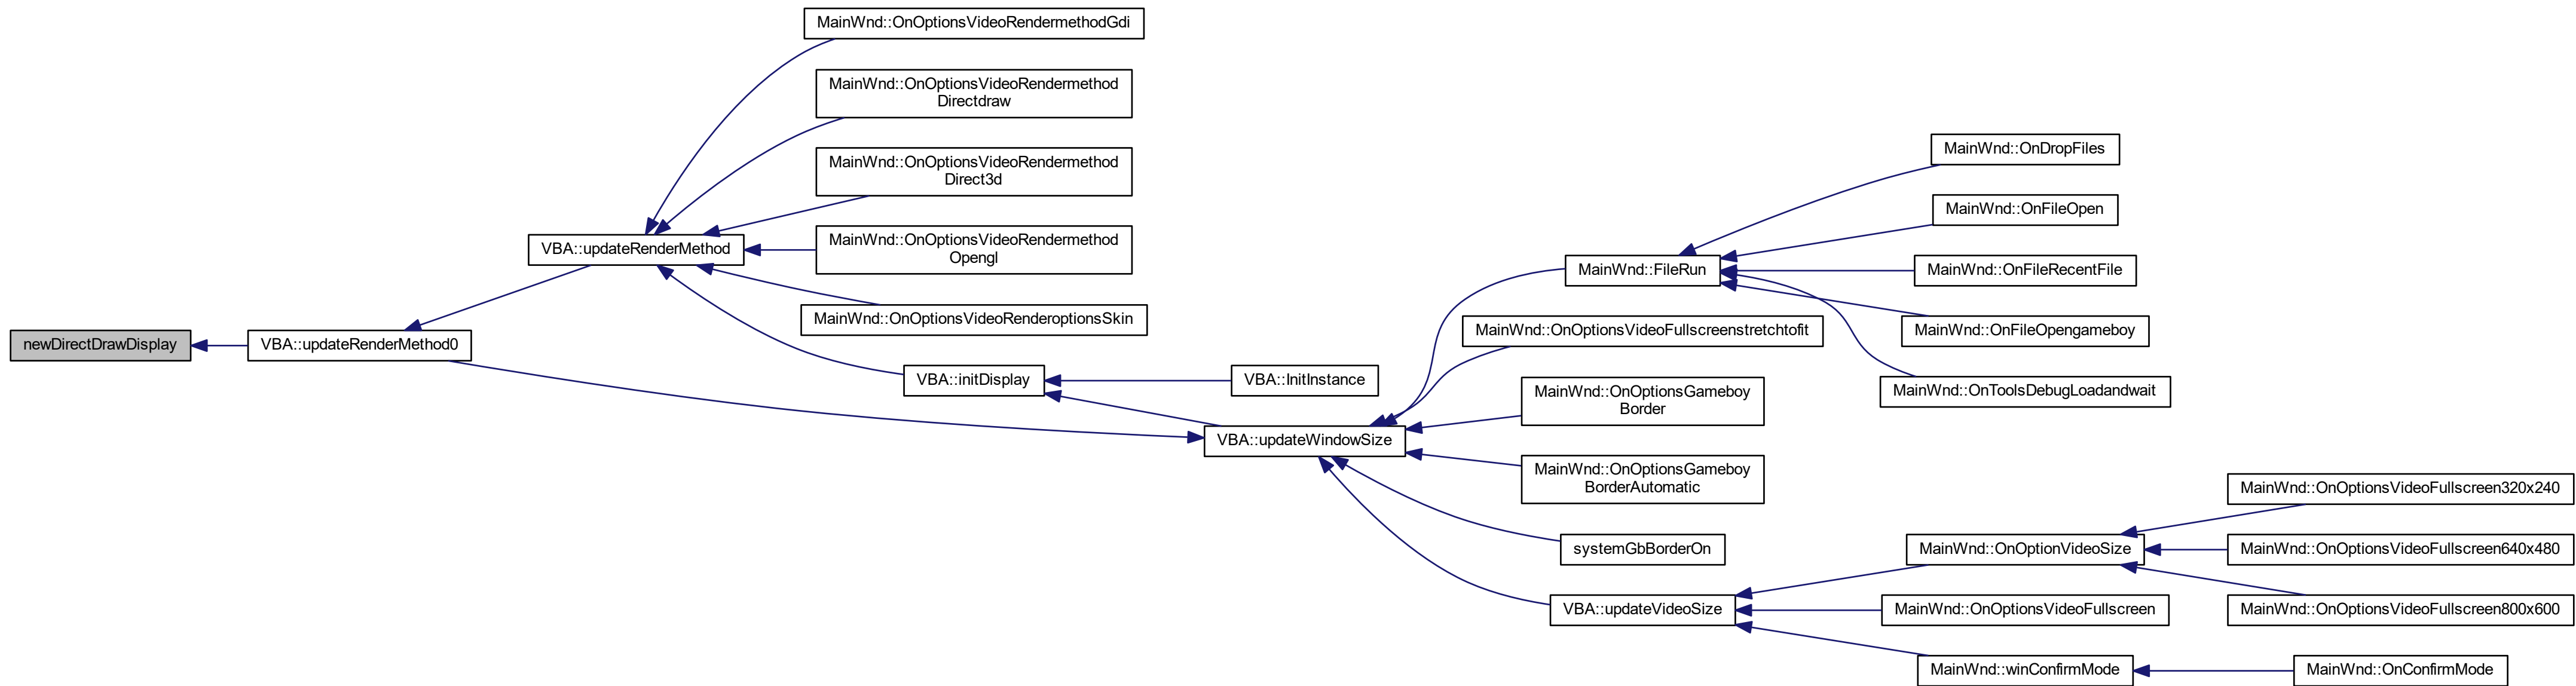 MainWnd::OnOptionsVideoRendermethodGdi
MainWnd::OnOptionsVideoRendermethod
Directdraw
MainWnd::OnOptionsVideoRendermethod
Direct3d
MainWnd::OnOptionsVideoRendermethod
Opengl
MainWnd::OnOptionsVideoRenderoptionsSkin
VBA::updateRenderMethod
newDirectDrawDisplay
VBA::updateRenderMethod0
VBA::initDisplay
VBA::InitInstance
VBA::updateWindowSize
MainWnd::FileRun
MainWnd::OnOptionsVideoFullscreenstretchtofit
MainWnd::OnOptionsGameboy
Border
MainWnd::OnOptionsGameboy
BorderAutomatic
systemGbBorderOn
VBA::updateVideoSize
MainWnd::OnDropFiles
MainWnd::OnFileOpen
MainWnd::OnFileRecentFile
MainWnd::OnFileOpengameboy
MainWnd::OnToolsDebugLoadandwait
MainWnd::OnOptionVideoSize
MainWnd::OnOptionsVideoFullscreen
MainWnd::winConfirmMode
MainWnd::OnOptionsVideoFullscreen320x240
MainWnd::OnOptionsVideoFullscreen640x480
MainWnd::OnOptionsVideoFullscreen800x600
MainWnd::OnConfirmMode